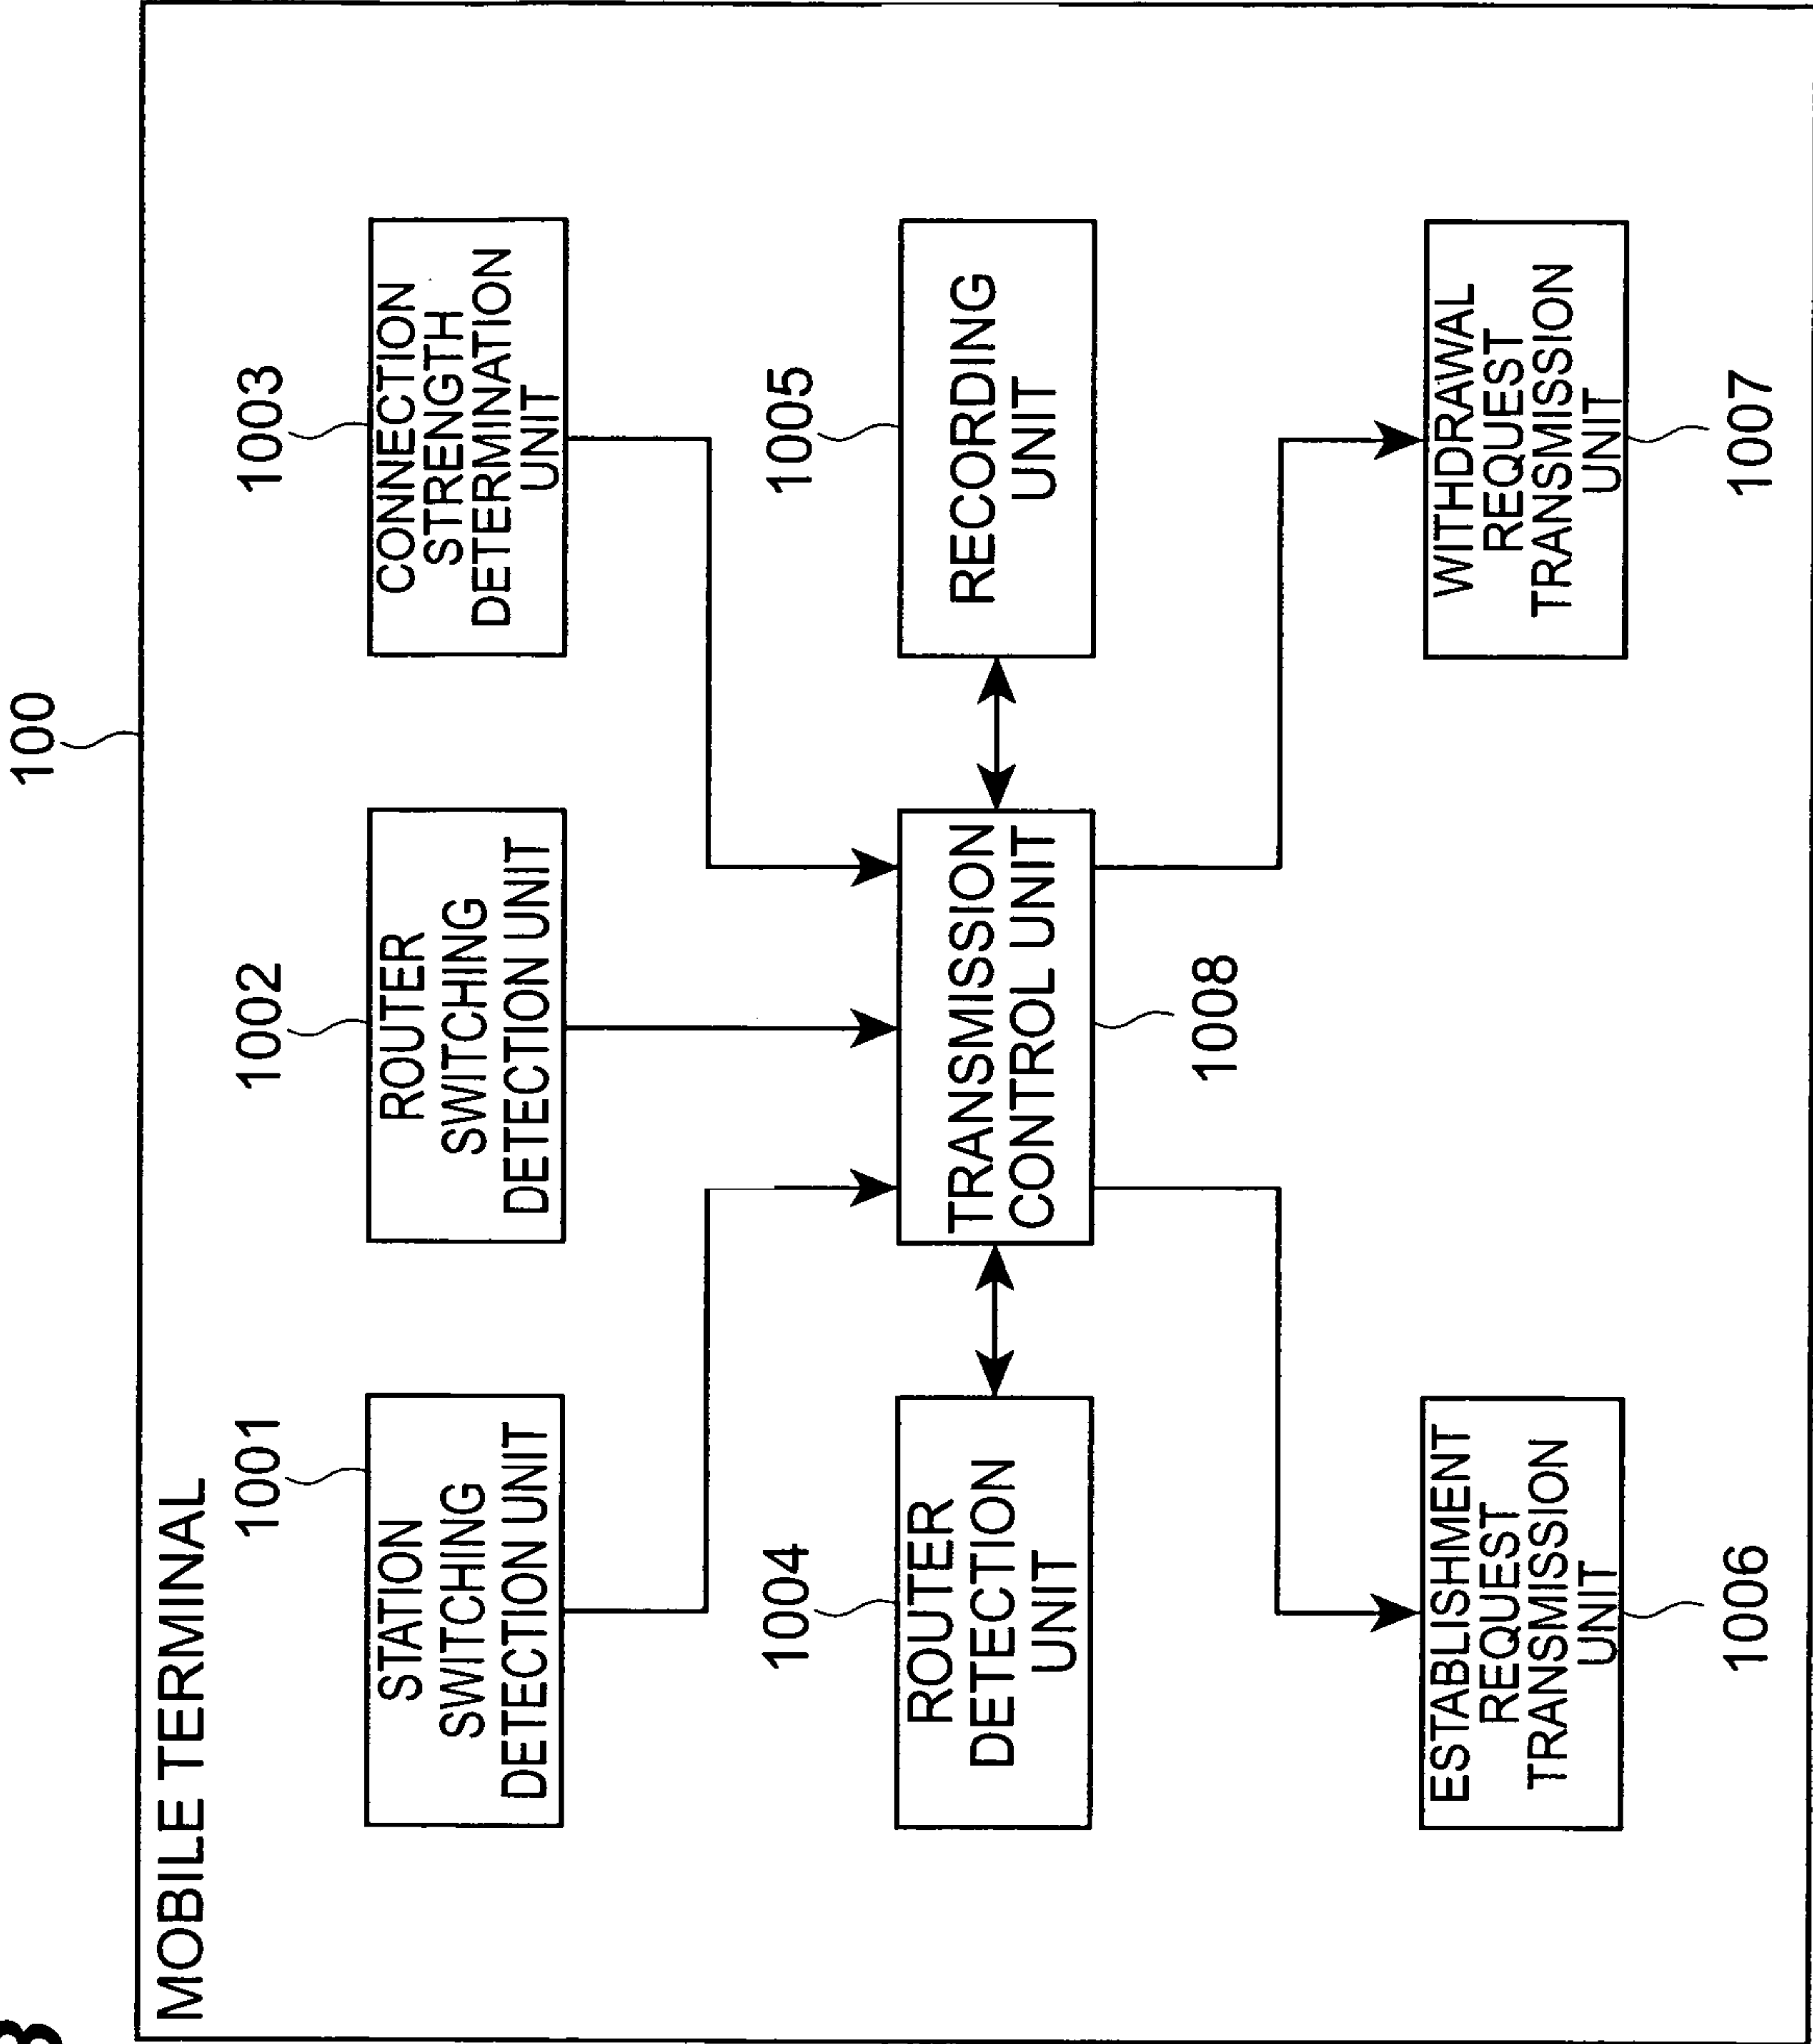 3
100
MOBILE TERMINAL
1001
1002
1003
STATION
SWITCHING
DETECTION UNIT
ROUTER
SWITCHING
DETECTION UNIT
CONNECTION
STRENGTH
DETERMINATION
UNIT
1004
1005
ROUTER
DETECTION
UNIT
TRANSMISSION
CONTROL UNIT
RECORDING
UNIT
1008
ESTABLISHMENT
REQUEST
TRANSMISSION
UNIT
WITHDRAWAL
REQUEST
TRANSMISSION
UNIT
1006
1007